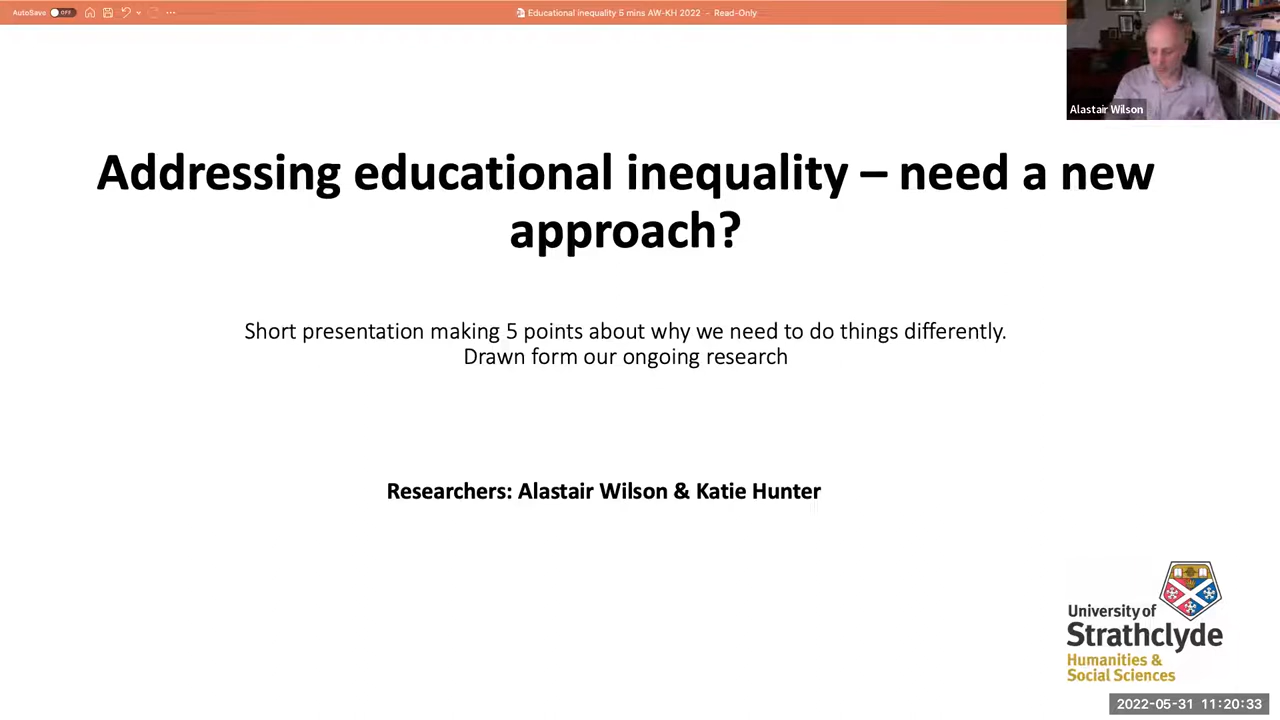 AutoSave OFF
Educational inequality 5 mins AW-KH 2022 – Read-Only
Alastair Wilson
Addressing educational inequality – need a new
approach?
Short presentation making 5 points about why we need to do things differently.
Drawn form our ongoing research
Researchers: Alastair Wilson & Katie Hunter
University of
Strathclyde
Humanities &
Social Sciences
2022-05-31 11:20:33